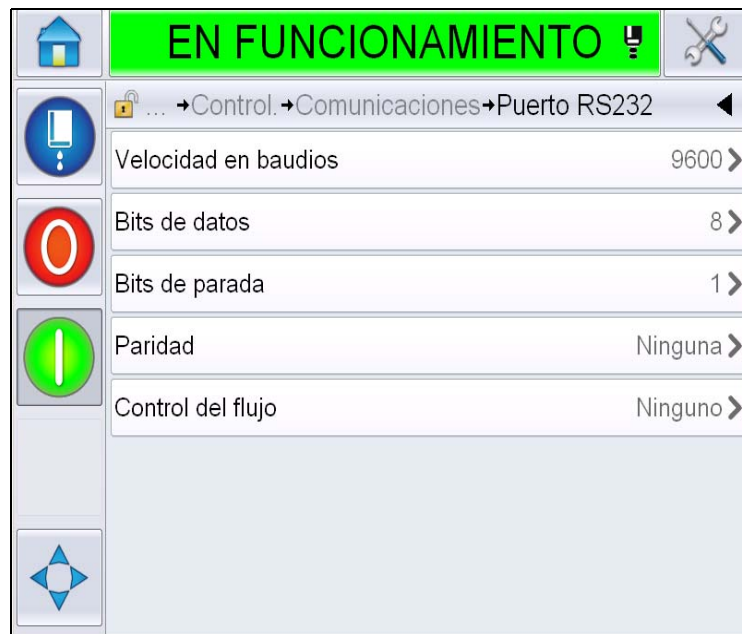 EN FUNCIONAMIENTO
... →Control.→Comunicaciones→Puerto RS232
Velocidad en baudios 9600
Bits de datos 8
Bits de parada 1
Paridad Ninguna
Control del flujo Ninguno